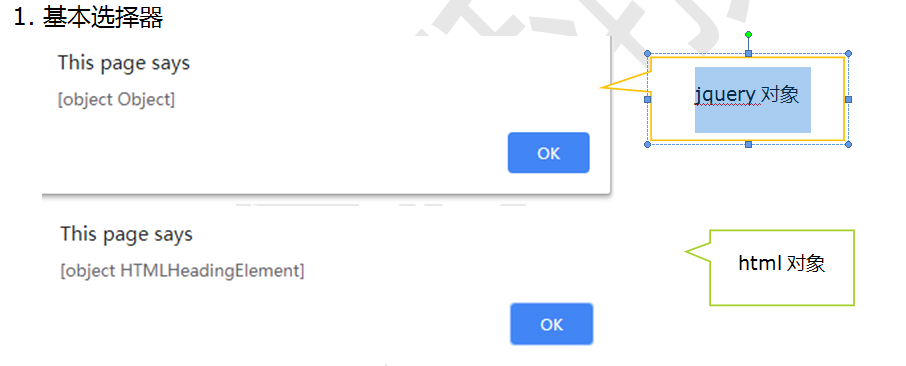 1. 基本选择器
This page says
[object Object]
OK
jquery 对象
This page says
[object HTMLHeadingElement]
OK
html 对象